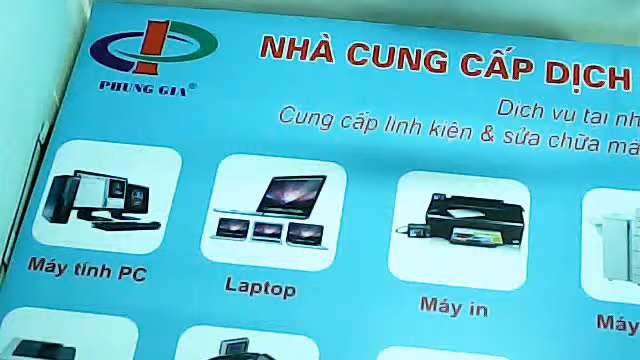 PHUNG GIA®
NHÀ CUNG CẤP DỊCH
Dịch vụ tại
Cung cấp linh kiện & sửa chữa
Máy tính PC
Laptop
Máy in
Máy